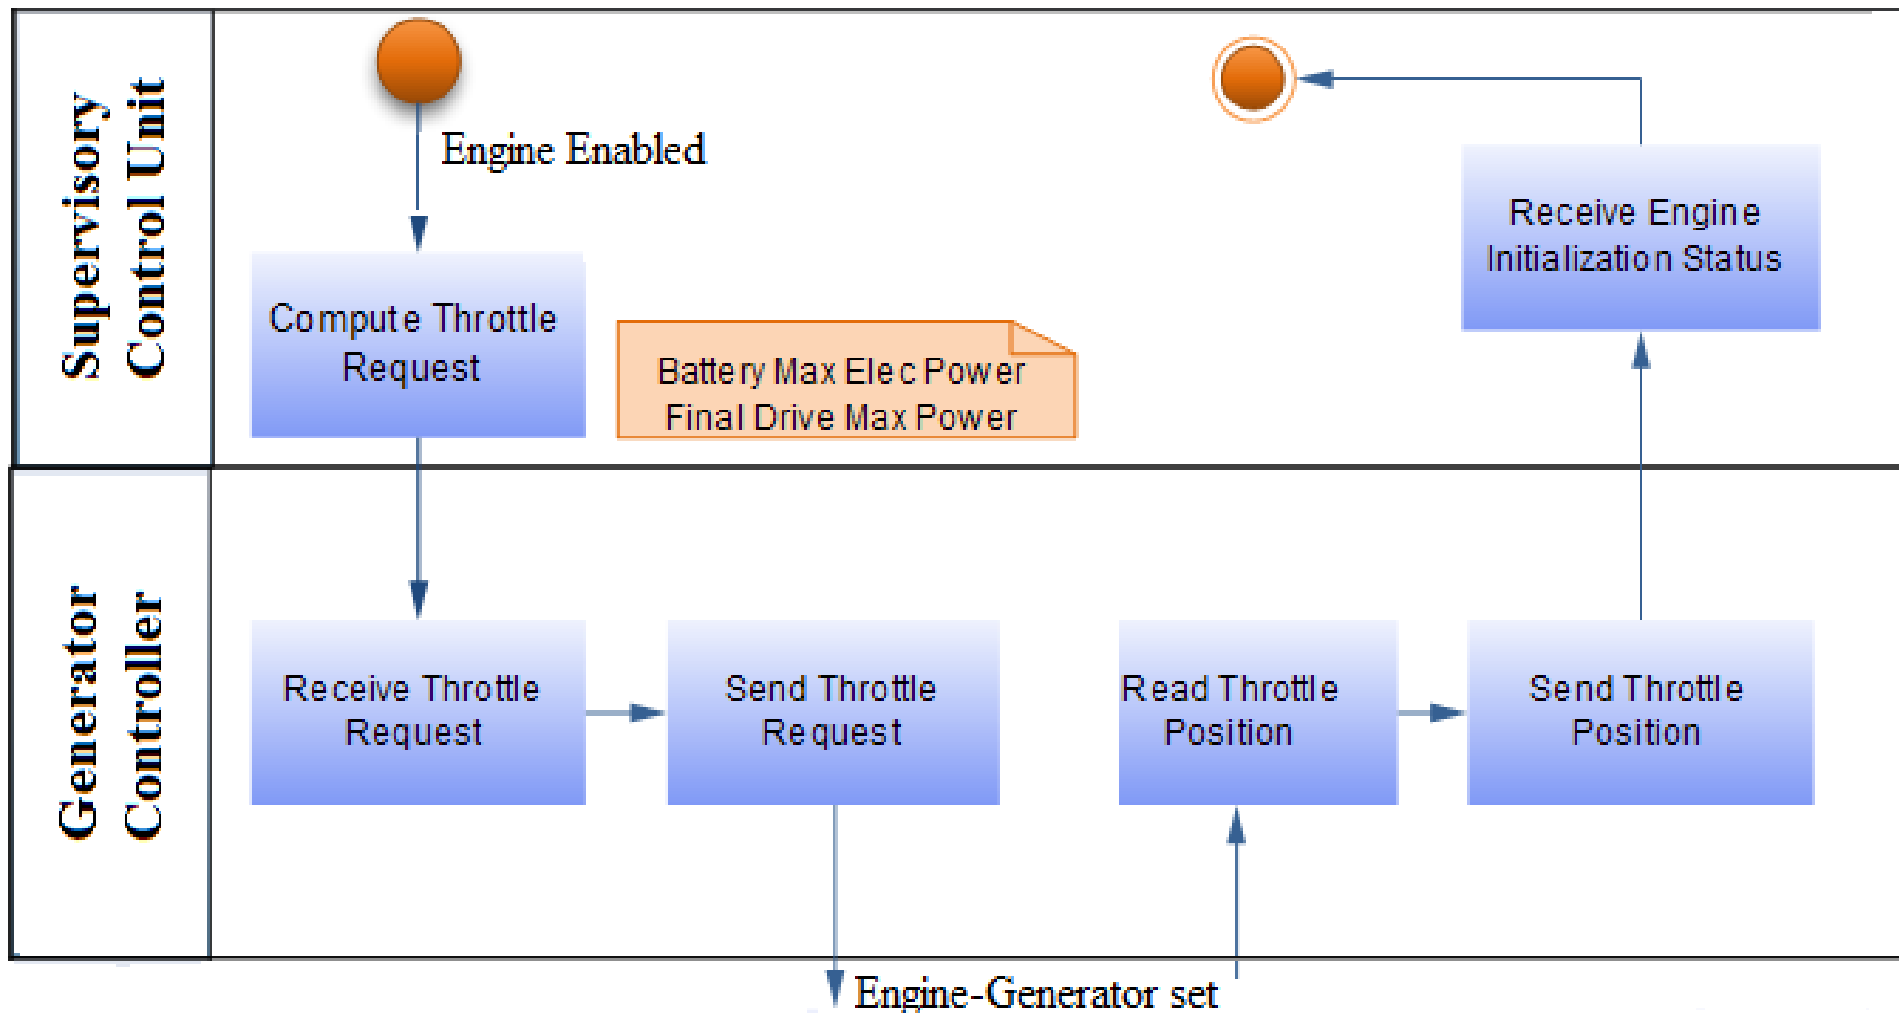 Supervisory
Control Unit
Engine Enabled
Compute Throttle
Request
Battery Max Elec Power
Final Drive Max Power
Receive Engine
Initialization Status
Generator
Controller
Receive Throttle
Request
Send Throttle
Request
Read Throttle
Position
Send Throttle
Position
Engine-Generator set